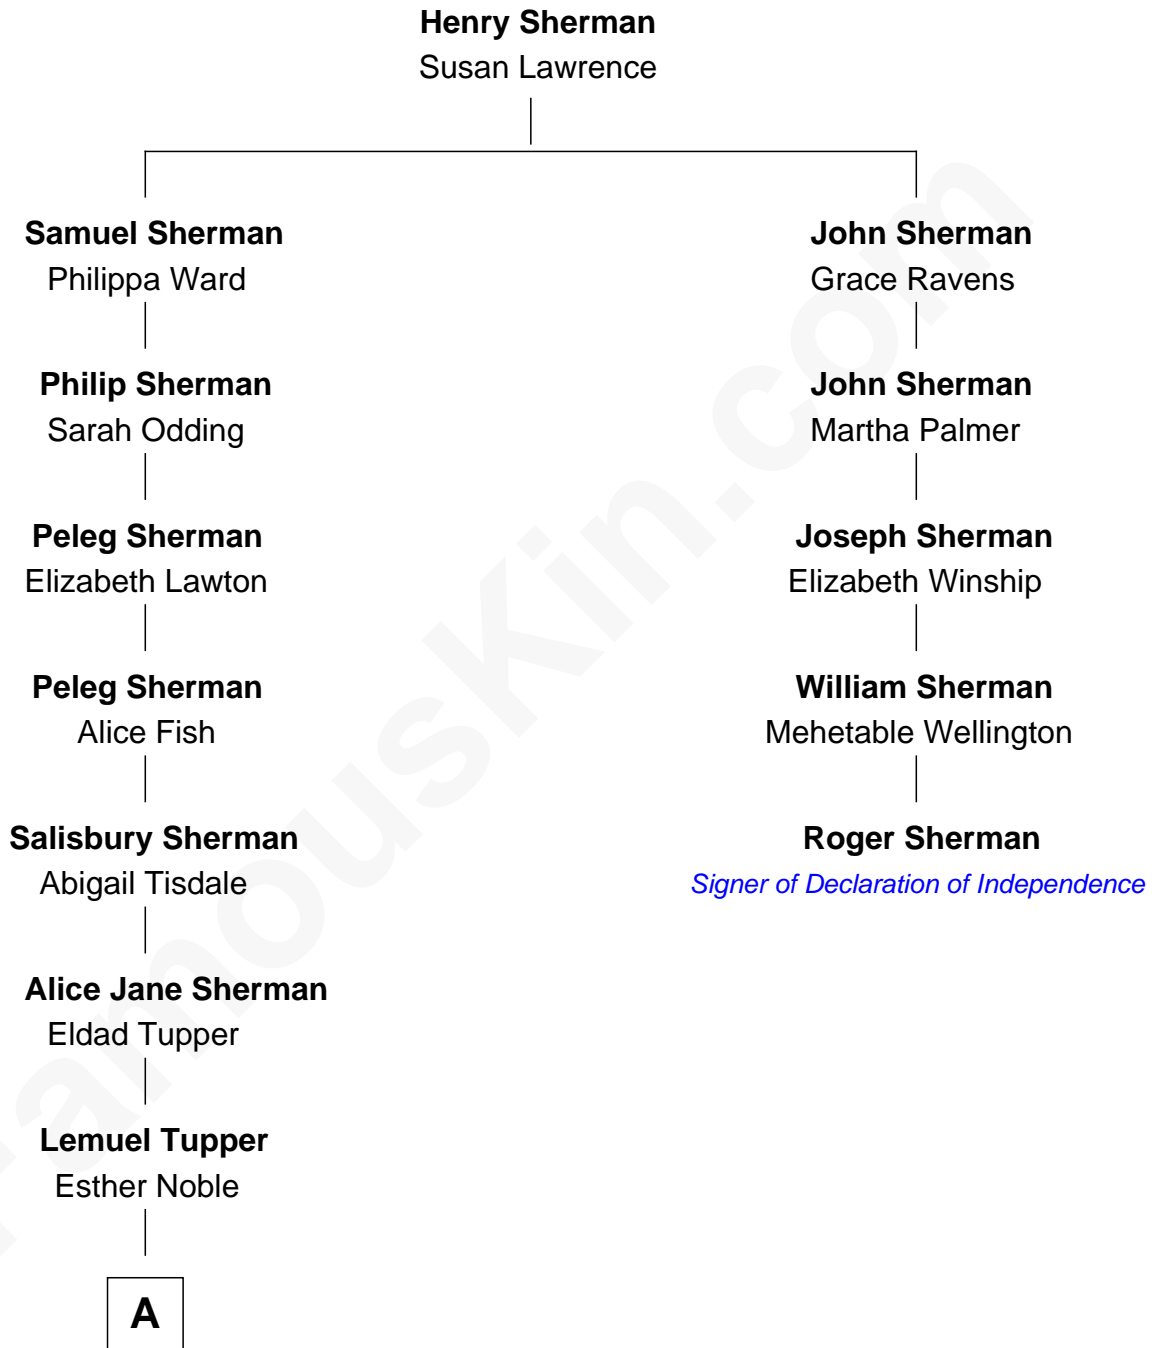 Henry Sherman
Susan Lawrence
Samuel Sherman
Philippa Ward
Philip Sherman
Sarah Odding
Peleg Sherman
Elizabeth Lawton
Peleg Sherman
Alice Fish
Salisbury Sherman
Abigail Tisdale
Alice Jane Sherman
Eldad Tupper
Lemuel Tupper
Esther Noble
A
John Sherman
Grace Ravens
John Sherman
Martha Palmer
Joseph Sherman
Elizabeth Winship
William Sherman
Mehetable Wellington
Roger Sherman
Signer of Declaration of Independence
FamousKin.com